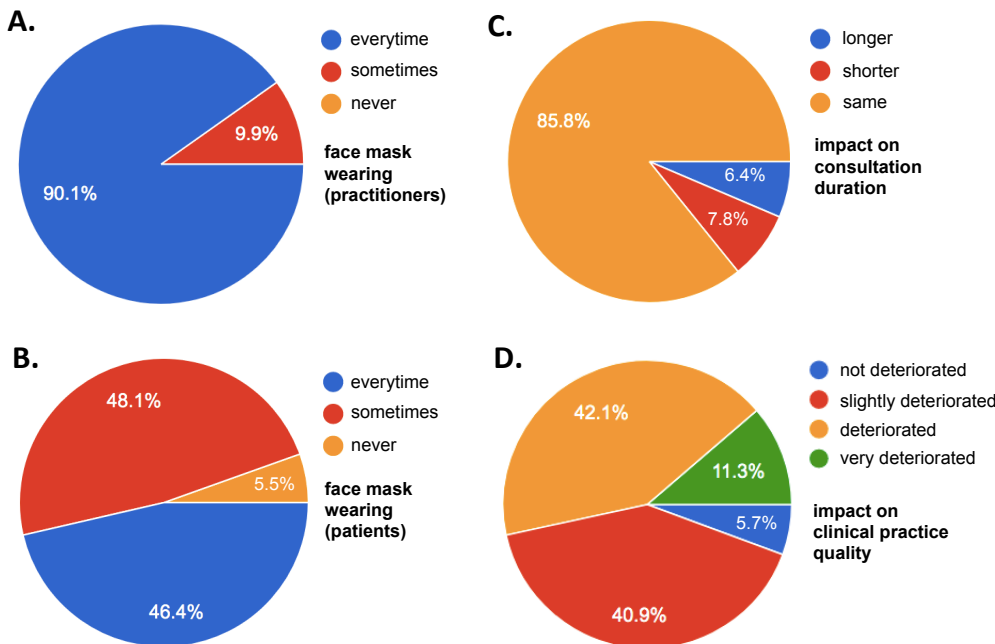 A.
everytime
sometimes
never
9.9%
90.1%
face mask
wearing
(practitioners)
C.
longer
shorter
same
85.8%
6.4%
7.8%
impact on
consultation
duration
B.
everytime
sometimes
never
48.1%
5.5%
46.4%
face mask
wearing
(patients)
D.
not deteriorated
slightly deteriorated
deteriorated
very deteriorated
42.1%
11.3%
5.7%
40.9%
impact on
clinical practice
quality